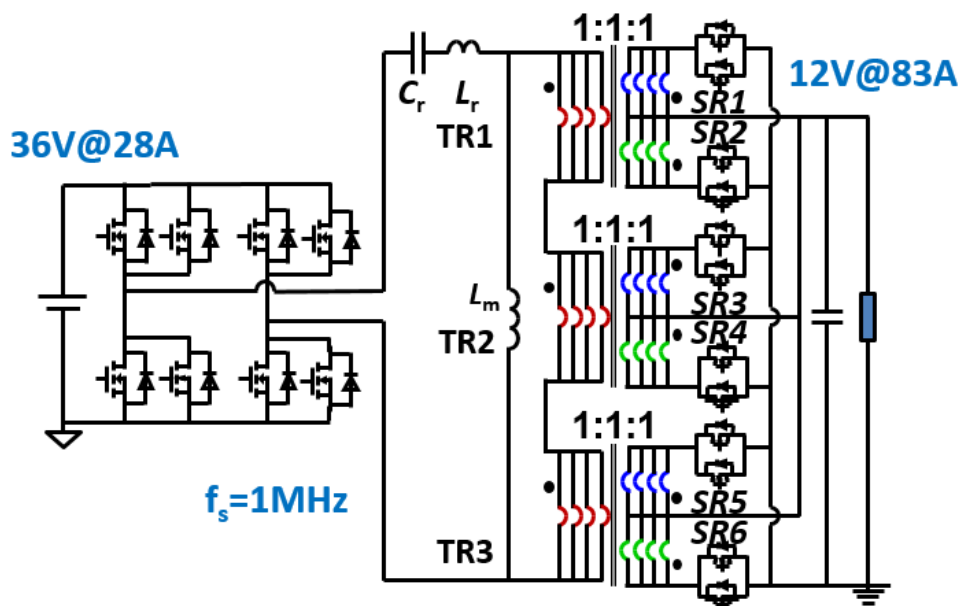 1:1:1
12V@83A
Cr
Lr
TR1
SR1
SR2
36V@28A
1:1:1
Lm
TR2
SR3
SR4
1:1:1
fs=1MHz
SR5
SR6
TR3